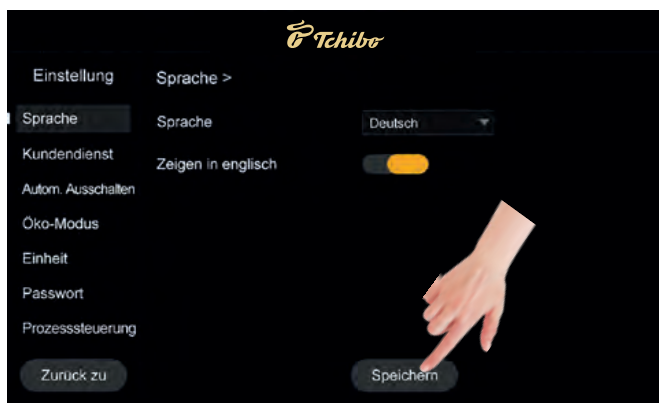 Tchibo
Einstellung
Sprache >
Sprache
Sprache
Deutsch
Kundendienst
Zeigen in englisch
Autom. Ausschalten
Öko-Modus
Einheit
Passwort
Prozesssteuerung
Zurück zu
Speichern